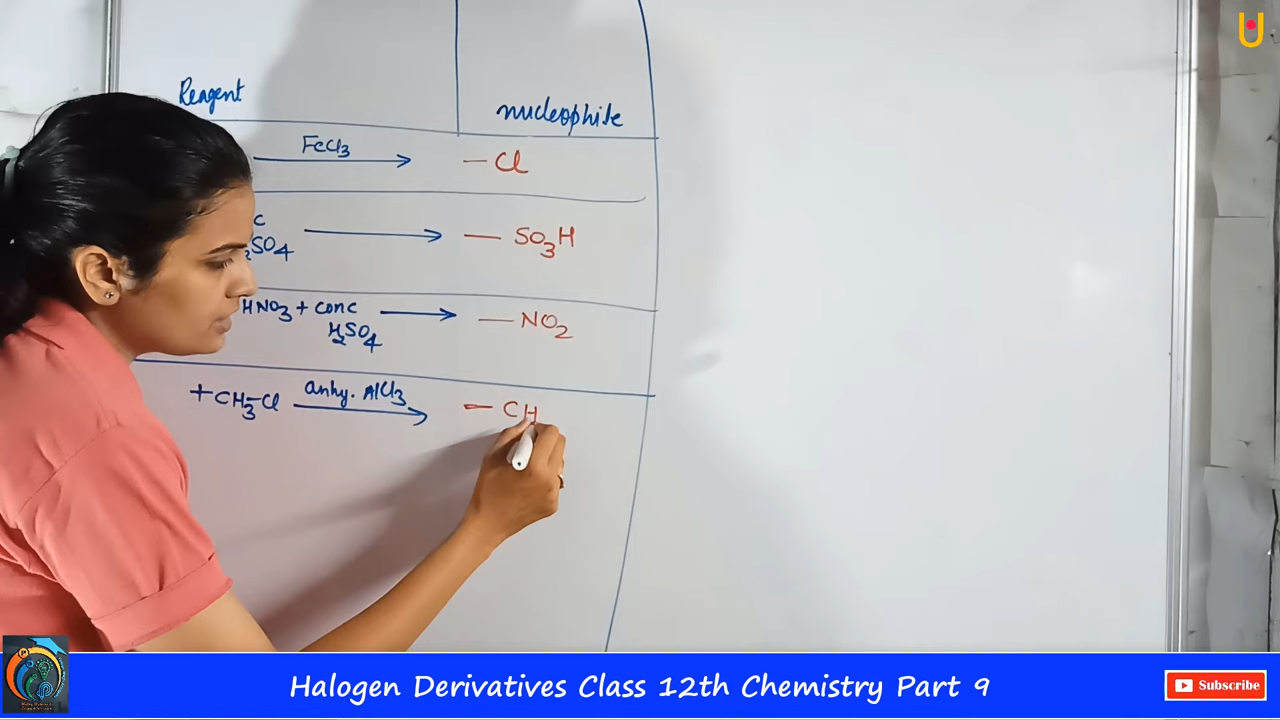 Reagent
nucleophile
FeCl3
— Cl
c
2SO4
— SO3H
HNO3 + conc
H2SO4
— NO2
+ CH3-Cl anhy. AlCl3
— CH
Halogen Derivatives Class 12th Chemistry Part 9
Subscribe